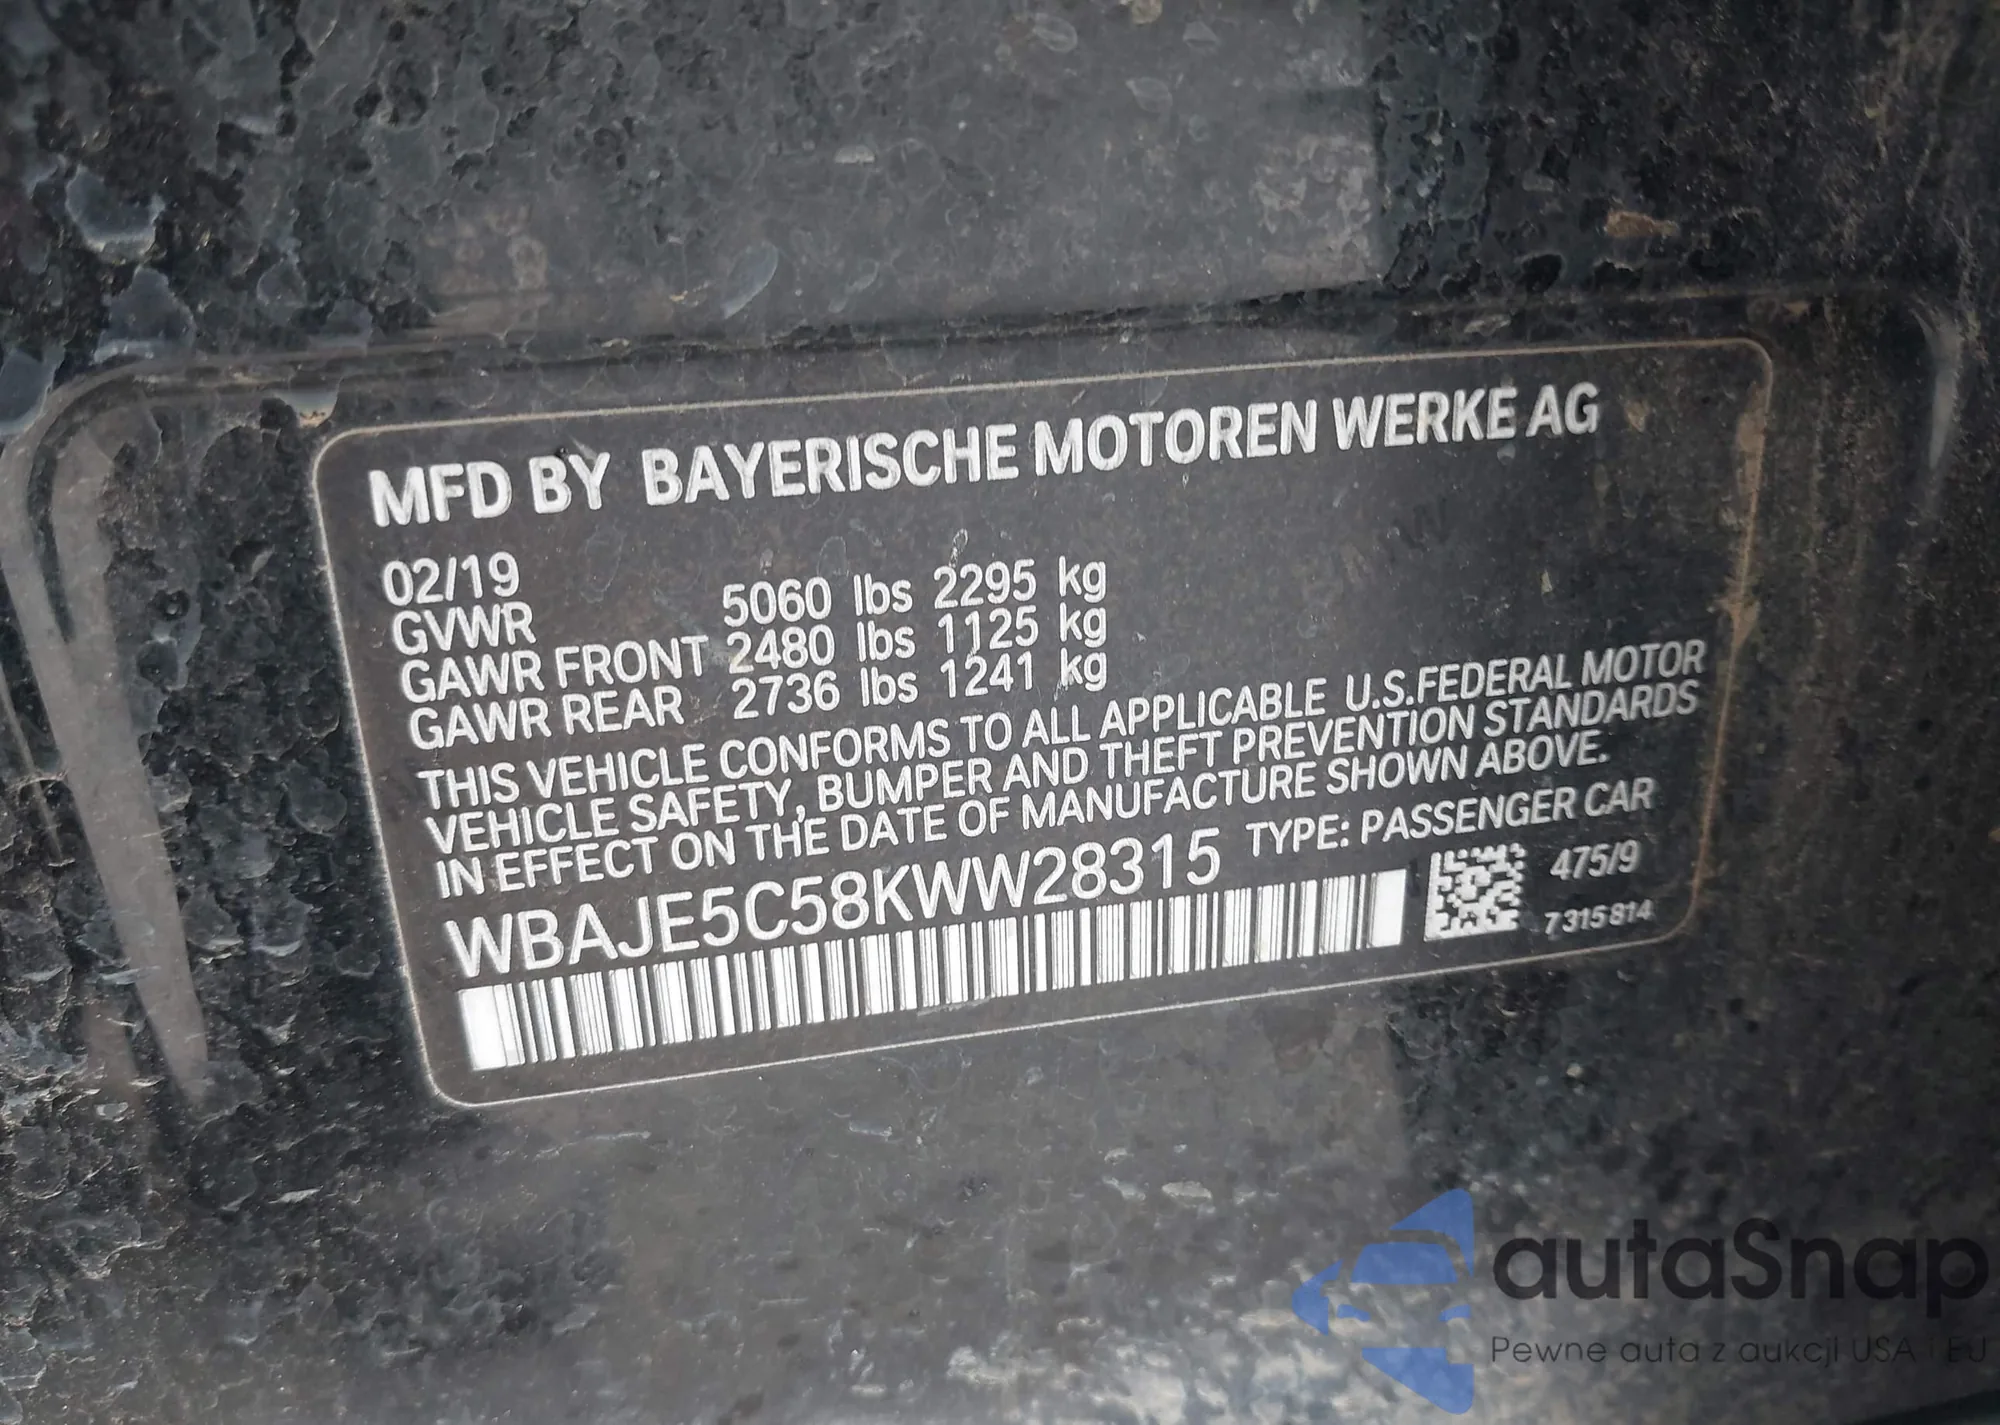 MFD BY BAYERISCHE MOTOREN WERKE AG
02/19
GVWR 5060 lbs 2295 kg
GAWR FRONT 2480 lbs 1125 kg
GAWR REAR 2736 lbs 1241 kg
THIS VEHICLE CONFORMS TO ALL APPLICABLE U.S.FEDERAL MOTOR
VEHICLE SAFETY, BUMPER AND THEFT PREVENTION STANDARDS
IN EFFECT ON THE DATE OF MANUFACTURE SHOWN ABOVE.
WBAJE5C58KWW28315 TYPE: PASSENGER CAR
475/9
7315814
autaSnap
Pewne auta z aukcji USA i EU